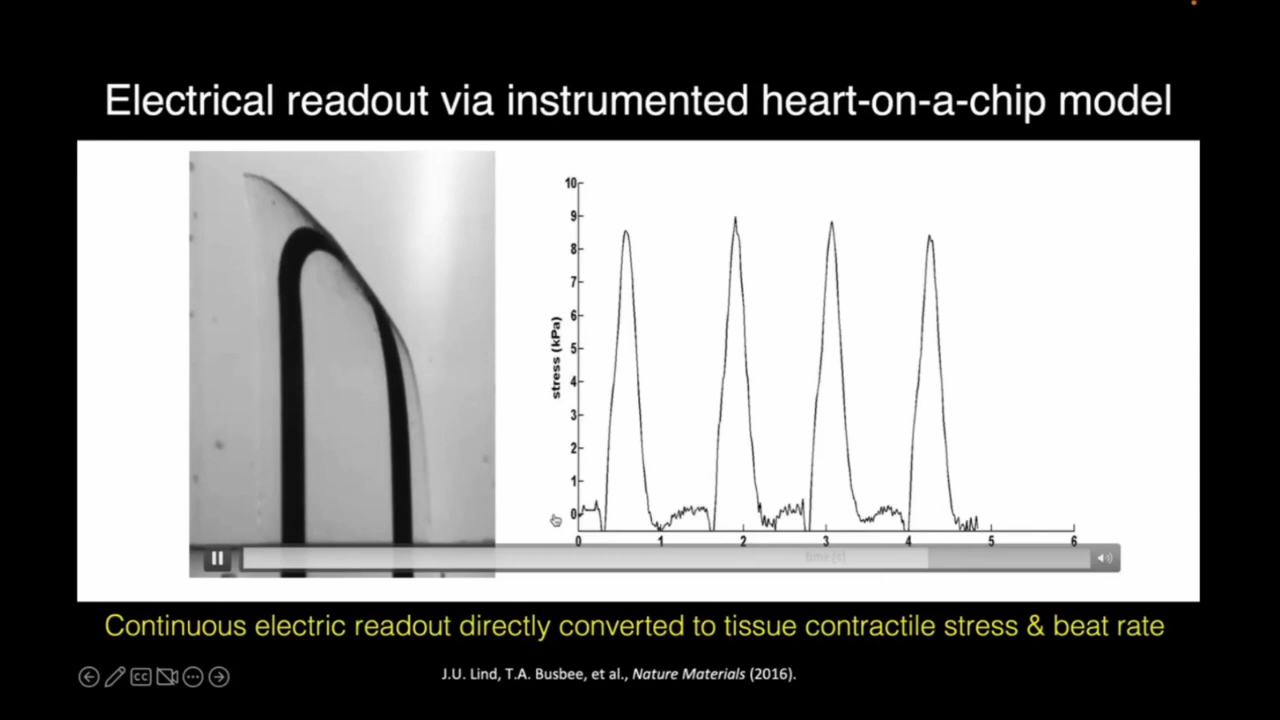 Electrical readout via instrumented heart-on-a-chip model
10
9
8
7
6
5
4
3
2
1
0
stress (kPa)
0 1 2 3 4 5 6
time (s)
Continuous electric readout directly converted to tissue contractile stress & beat rate
CC
J.U. Lind, T.A. Busbee, et al., Nature Materials (2016).